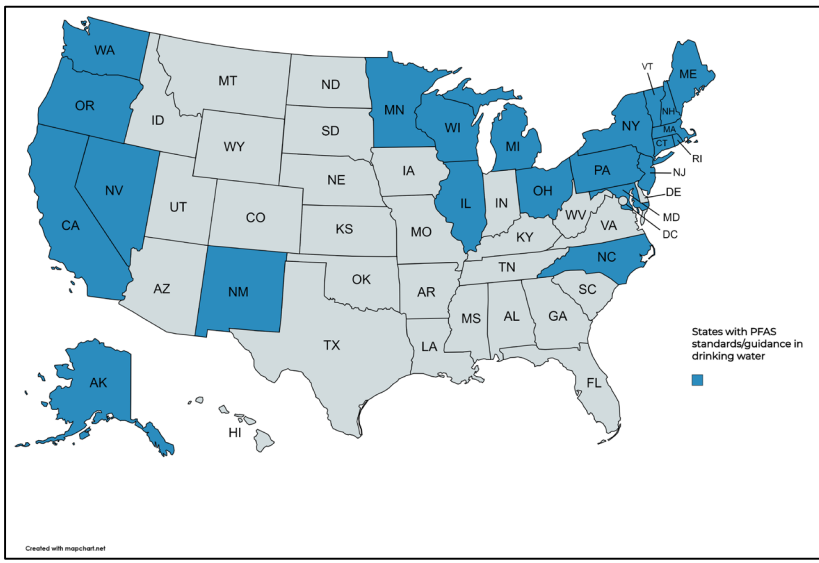 WA
MT
ND
MN
VT
ME
OR
ID
SD
WI
MI
NY
NH
MA
CT
RI
WY
NV
NE
IA
PA
NJ
IL
IN
OH
DE
CA
UT
CO
KS
MO
WV
VA
MD
DC
KY
NC
AZ
NM
OK
AR
TN
SC
MS
AL
GA
TX
LA
FL
AK
HI
States with PFAS
standards/guidance in
drinking water
Created with mapchart.net